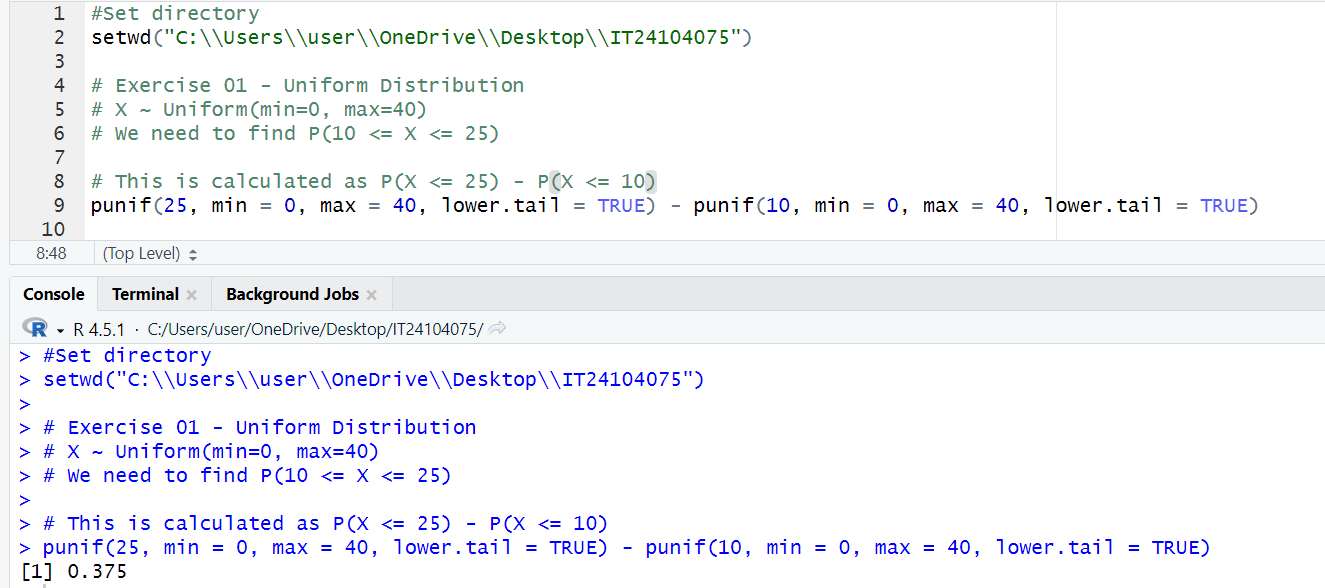 1 #Set directory
2 setwd("C:\\Users\\user\\OneDrive\\Desktop\\IT24104075")
3
4 # Exercise 01 - Uniform Distribution
5 # X ~ Uniform(min=0, max=40)
6 # We need to find P(10 <= X <= 25)
7
8 # This is calculated as P(X <= 25) - P(X <= 10)
9 punif(25, min = 0, max = 40, lower.tail = TRUE) - punif(10, min = 0, max = 40, lower.tail = TRUE)
10
8:48 (Top Level)
Console Terminal Background Jobs
R R 4.5.1 · C:/Users/user/OneDrive/Desktop/IT24104075/
> #Set directory
> setwd("C:\\Users\\user\\OneDrive\\Desktop\\IT24104075")
>
> # Exercise 01 - Uniform Distribution
> # X ~ Uniform(min=0, max=40)
> # We need to find P(10 <= X <= 25)
>
> # This is calculated as P(X <= 25) - P(X <= 10)
> punif(25, min = 0, max = 40, lower.tail = TRUE) - punif(10, min = 0, max = 40, lower.tail = TRUE)
[1] 0.375